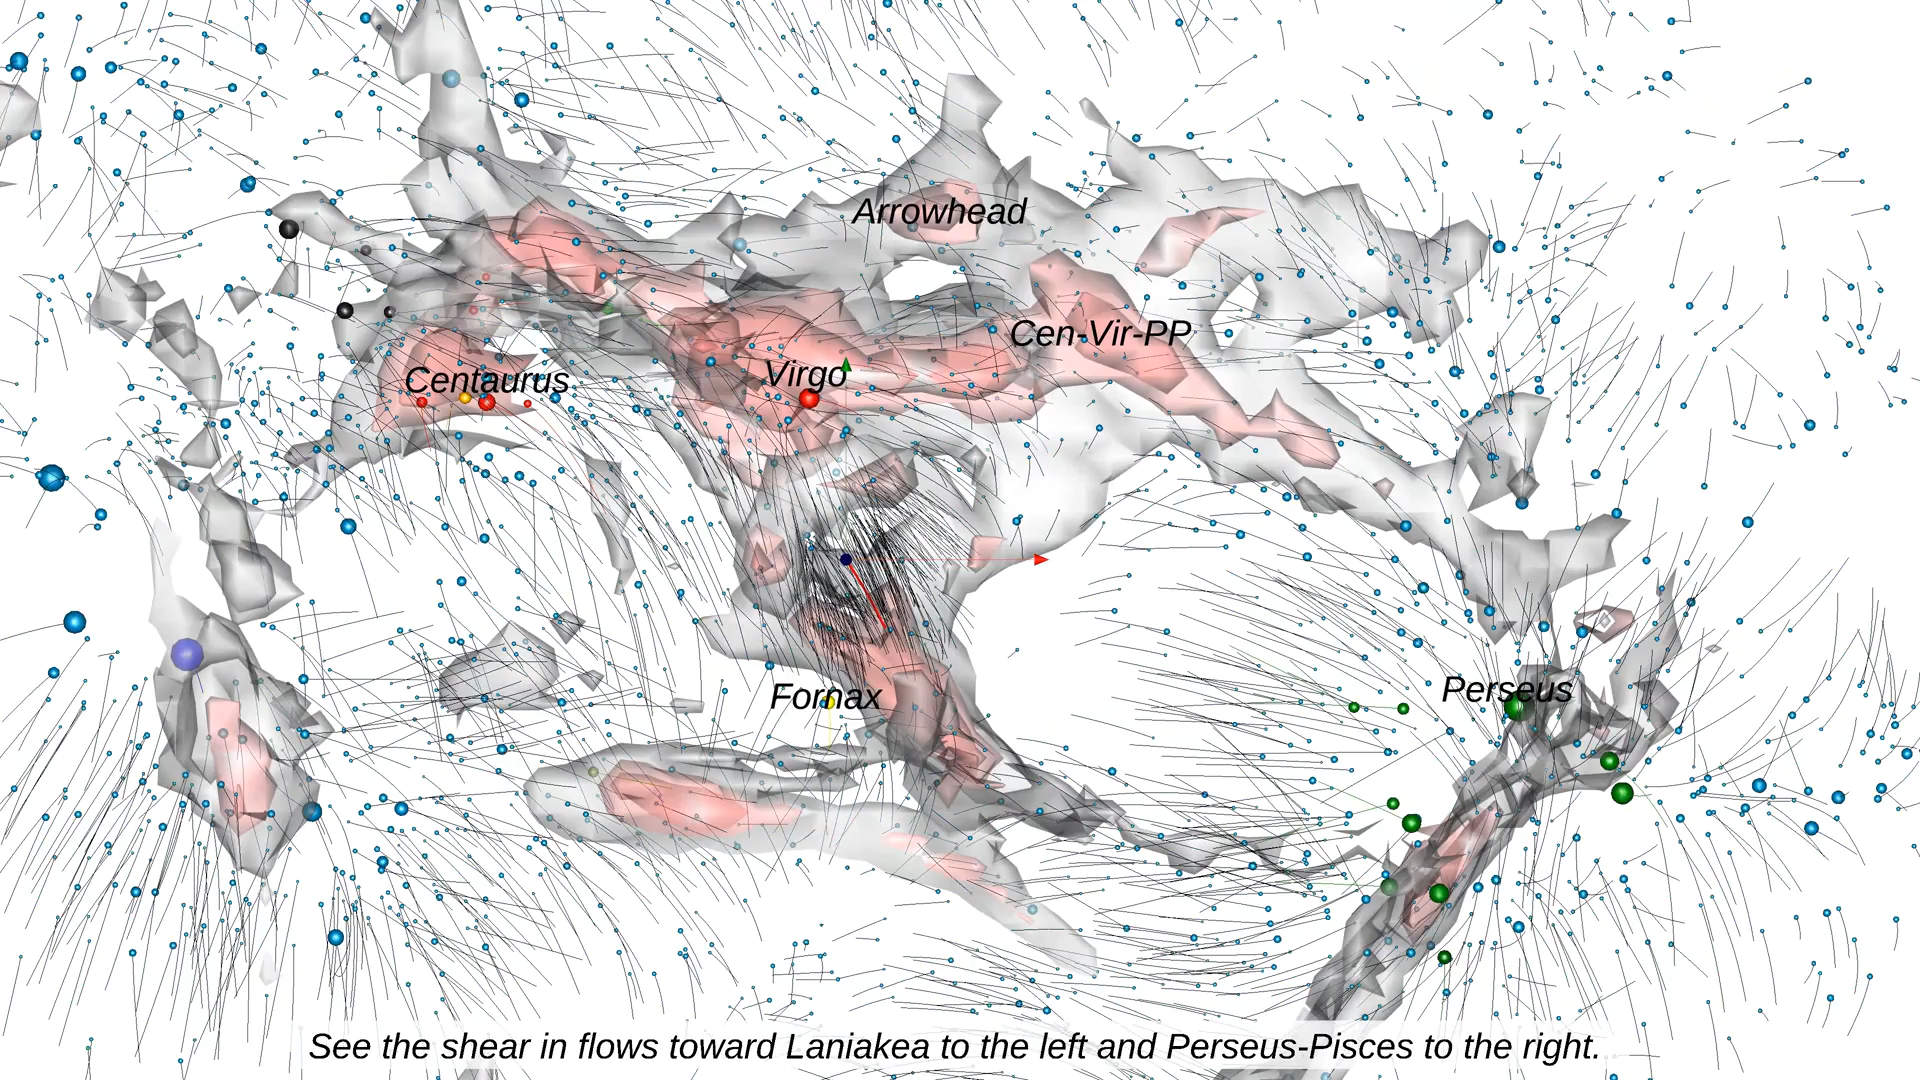 Arrowhead
Cen-Vir-PP
Virgo
Centaurus
Perseus
Fornax
See the shear in flows toward Laniakea to the left and Perseus-Pisces to the right.